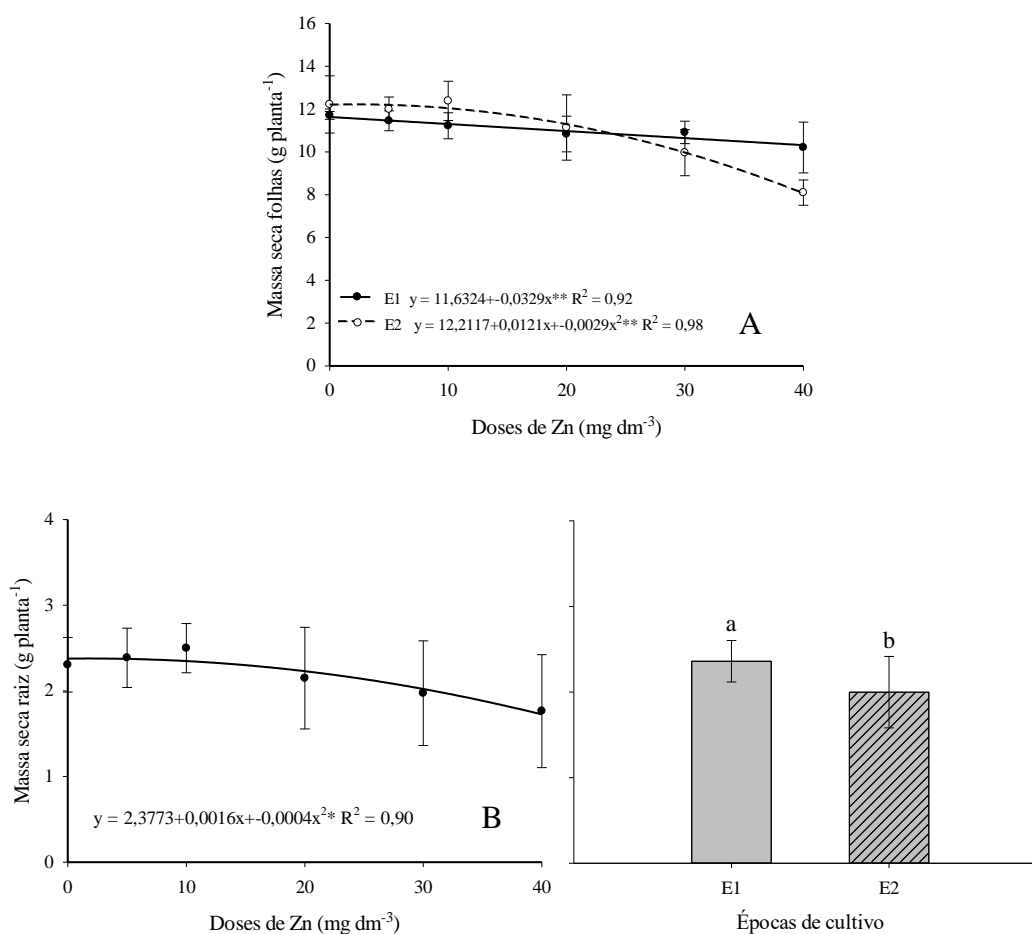 16
14
12
10
8
6
4
2
0
Massa seca folhas (g planta⁻¹)
E1 y = 11,6324+-0,0329x** R² = 0,92
E2 y = 12,2117+0,0121x+-0,0029x²** R² = 0,98
A
0 10 20 30 40
Doses de Zn (mg dm⁻³)
4
3
2
1
0
Massa seca raiz (g planta⁻¹)
y = 2,3773+0,0016x+-0,0004x²* R² = 0,90
B
0 10 20 30 40
Doses de Zn (mg dm⁻³)
a
b
E1 E2
Épocas de cultivo